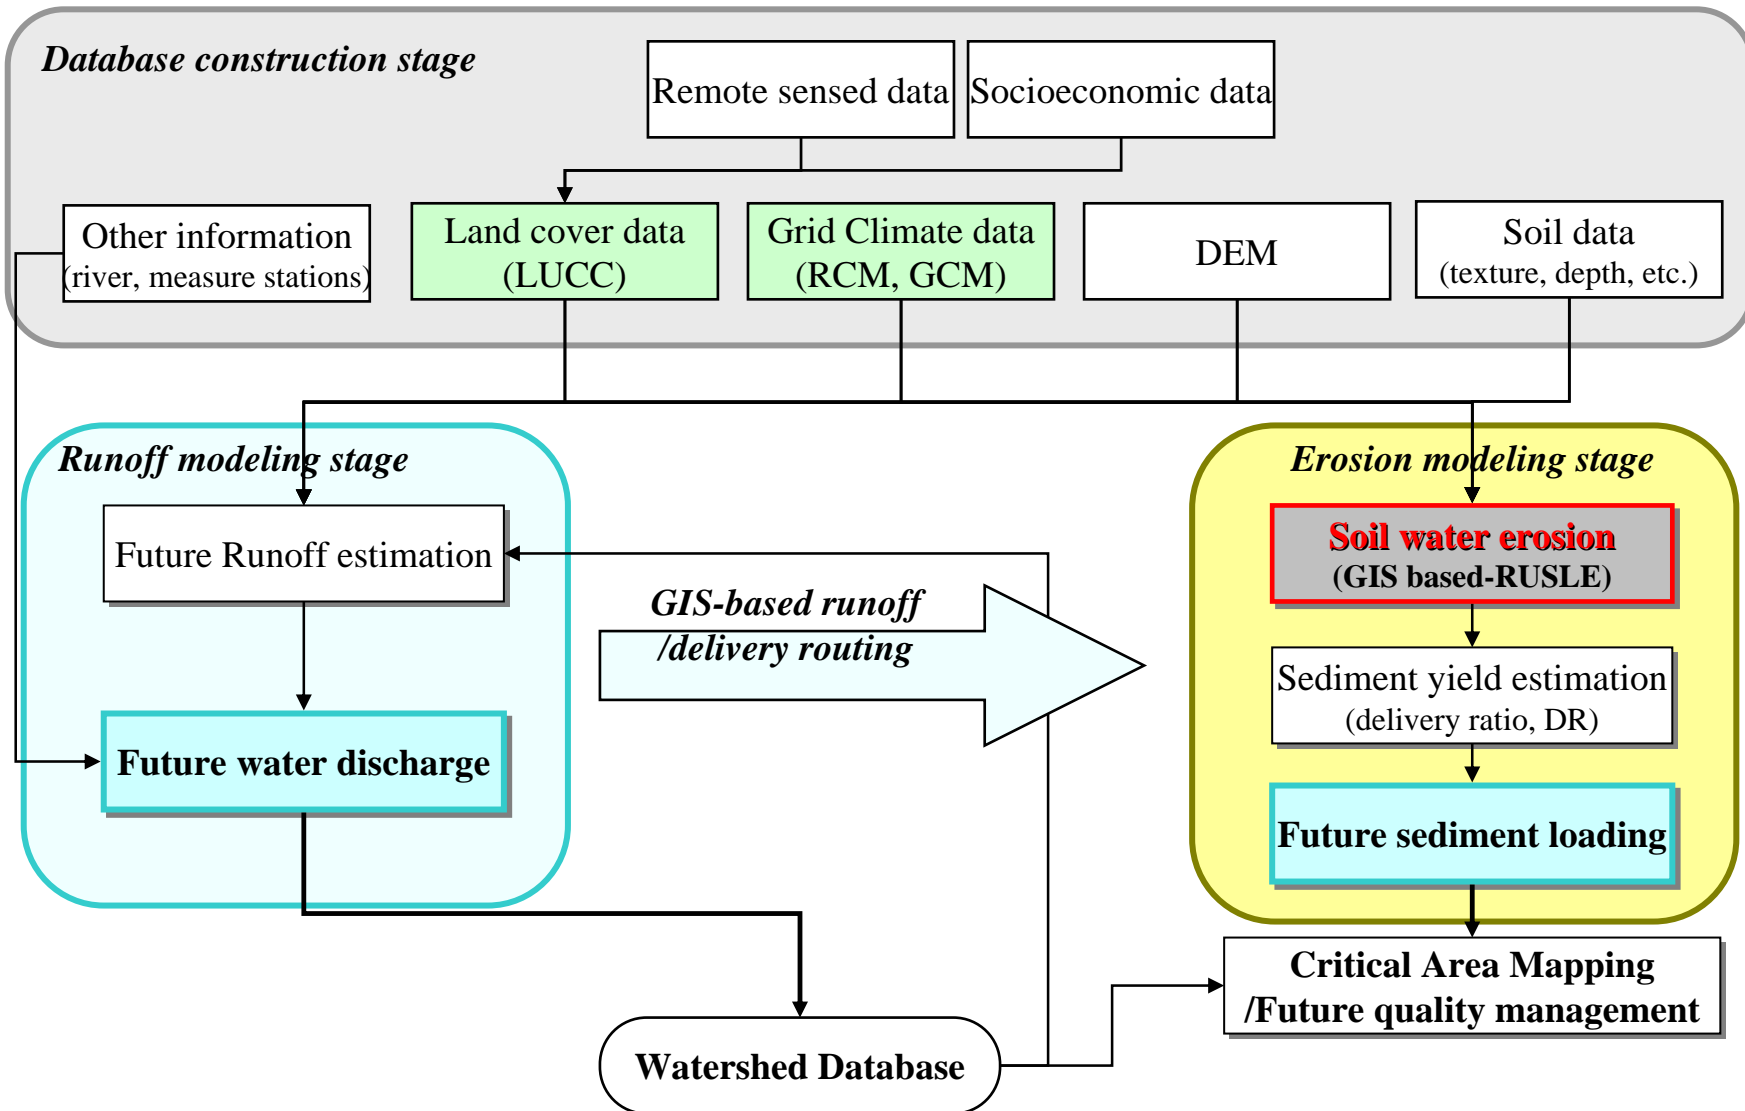 Database construction stage
Remote sensed data
Socioeconomic data
Other information
(river, measure stations)
Land cover data
(LUCC)
Grid Climate data
(RCM, GCM)
DEM
Soil data
(texture, depth, etc.)
Runoff modeling stage
Future Runoff estimation
Future water discharge
GIS-based runoff
/delivery routing
Erosion modeling stage
Soil water erosion
(GIS based-RUSLE)
Sediment yield estimation
(delivery ratio, DR)
Future sediment loading
Critical Area Mapping
/Future quality management
Watershed Database